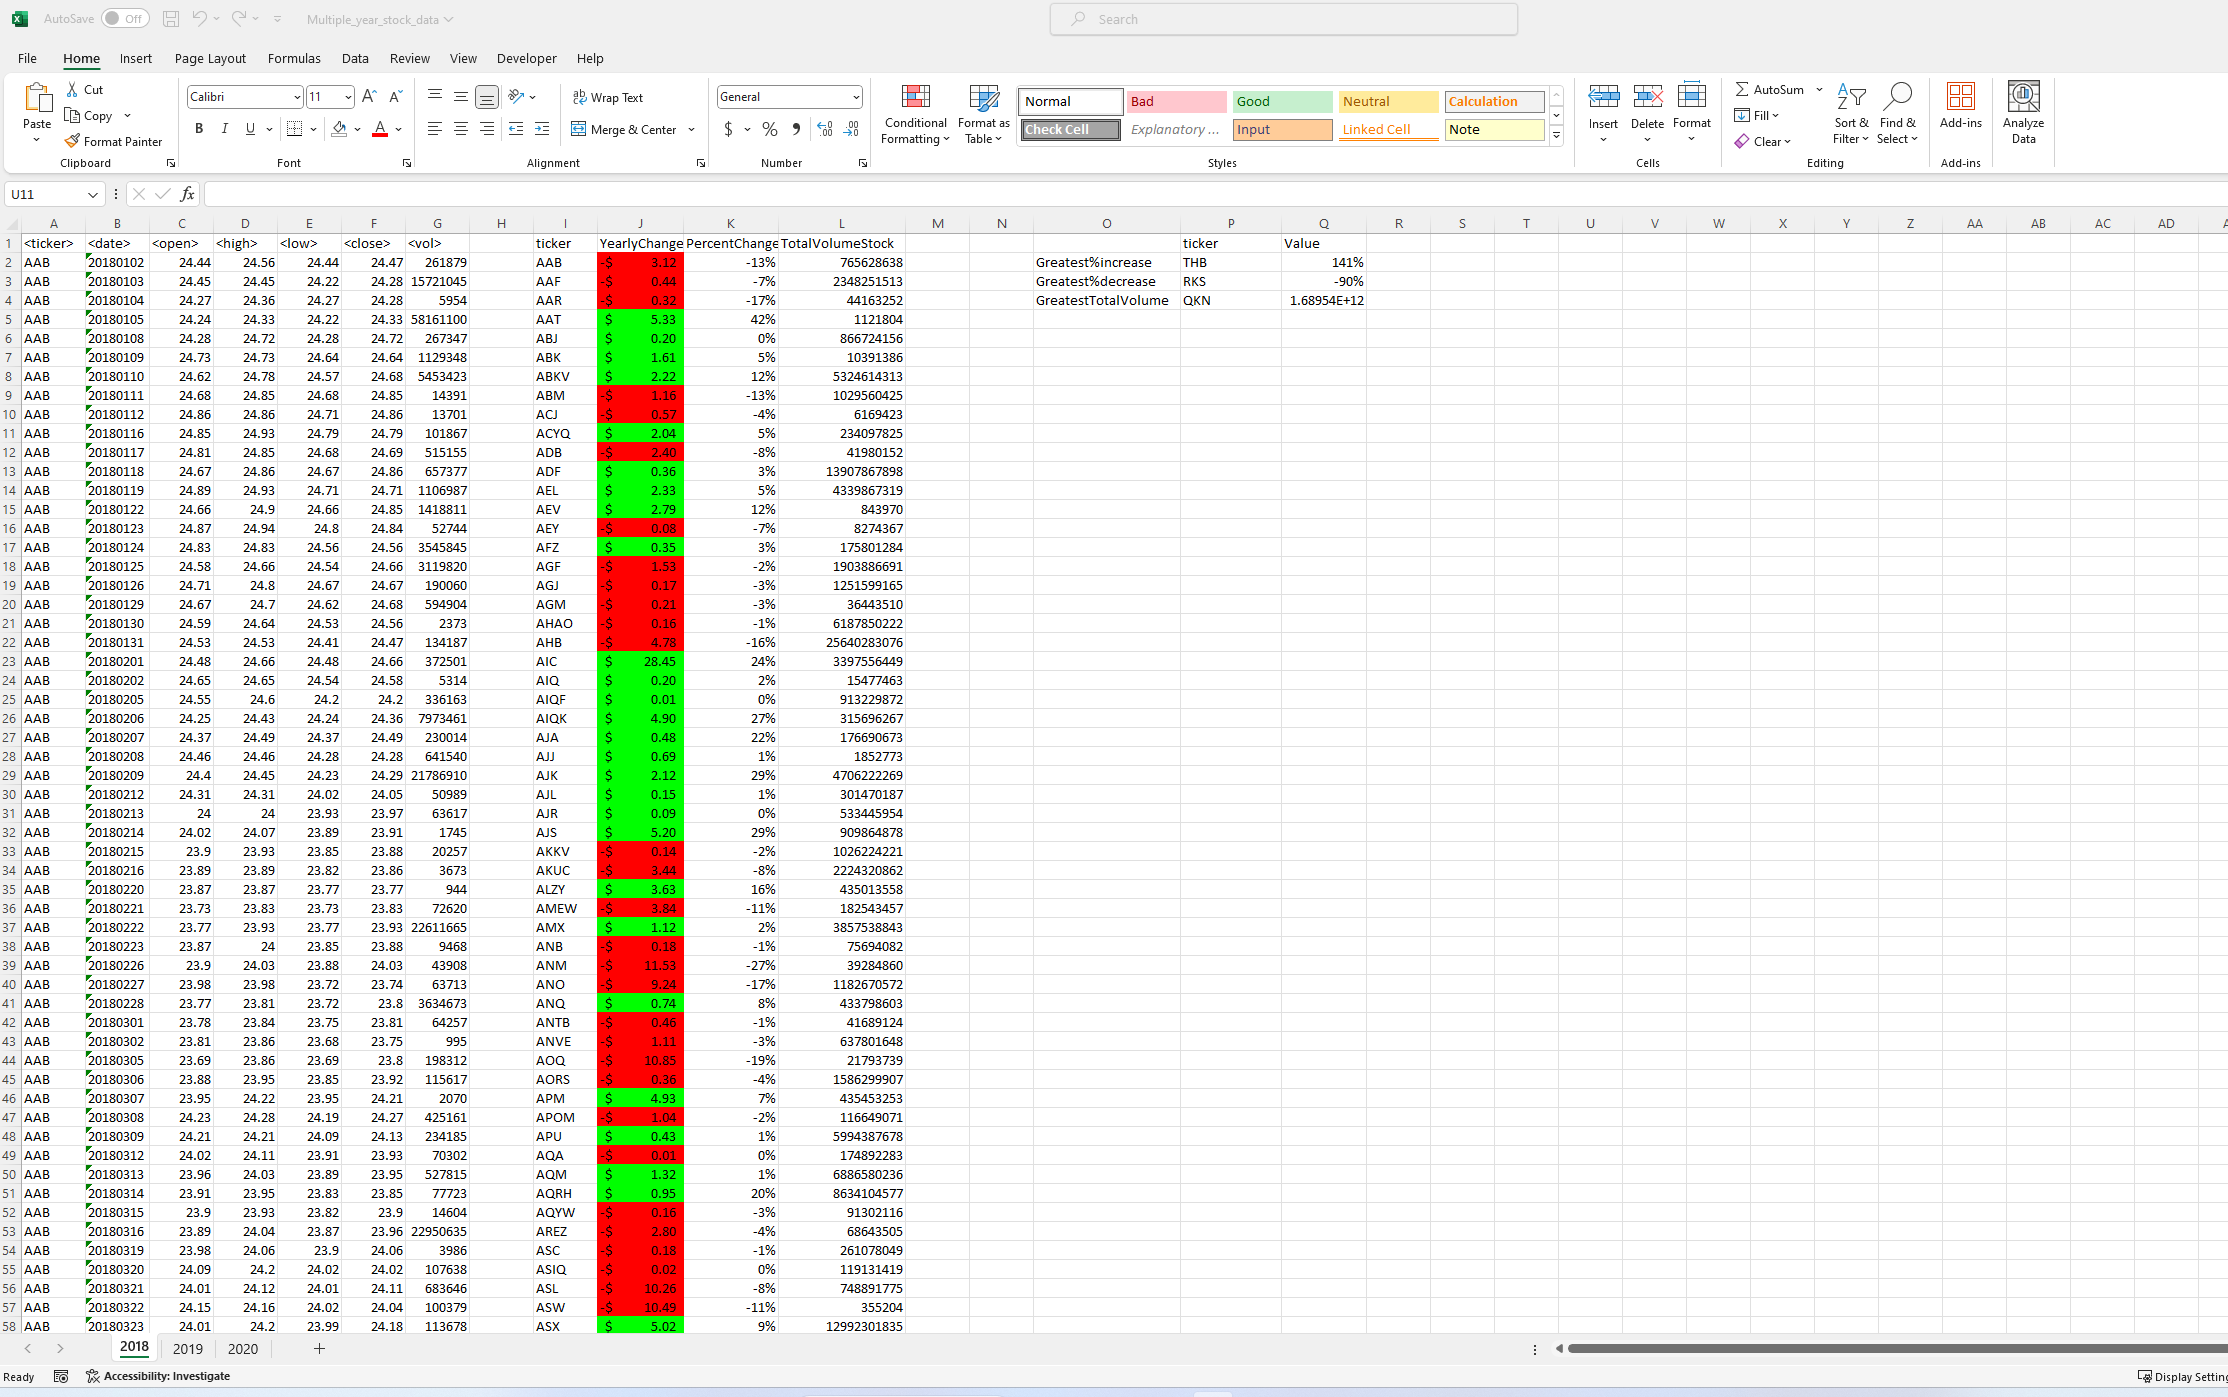 AutoSave Off Multiple_year_stock_data Search
File Home Insert Page Layout Formulas Data Review View Developer Help
Paste Cut Copy Format Painter Clipboard
Calibri 11 A A B I U A Font
ab Wrap Text Merge & Center Alignment
General $ % 9 Number
Conditional Formatting Format as Table
Normal Bad Good Neutral Calculation
Check Cell Explanatory ... Input Linked Cell Note
Styles
Insert Delete Format Cells
AutoSum Fill Clear Sort & Filter Find & Select Editing
Add-ins Add-ins
Analyze Data
U11 fx
A B C D E F G H I J K L M N O P Q R S T U V W X Y Z AA AB AC AD
1 <ticker> <date> <open> <high> <low> <close> <vol> ticker YearlyChange PercentChange TotalVolumeStock ticker Value
2 AAB 20180102 24.44 24.56 24.44 24.47 261879 AAB -$ 3.12 -13% 765628638 Greatest%increase THB 141%
3 AAB 20180103 24.45 24.45 24.22 24.28 15721045 AAF -$ 0.44 -7% 2348251513 Greatest%decrease RKS -90%
4 AAB 20180104 24.27 24.36 24.27 24.28 5954 AAR -$ 0.32 -17% 44163252 GreatestTotalVolume QKN 1.68954E+12
5 AAB 20180105 24.24 24.33 24.22 24.33 58161100 AAT $ 5.33 42% 1121804
6 AAB 20180108 24.28 24.72 24.28 24.72 267347 ABJ $ 0.20 0% 866724156
7 AAB 20180109 24.73 24.73 24.64 24.64 1129348 ABK $ 1.61 5% 10391386
8 AAB 20180110 24.62 24.78 24.57 24.68 5453423 ABKV $ 2.22 12% 5324614313
9 AAB 20180111 24.68 24.85 24.68 24.85 14391 ABM -$ 1.16 -13% 1029560425
10 AAB 20180112 24.86 24.86 24.71 24.86 13701 ACJ -$ 0.57 -4% 6169423
11 AAB 20180116 24.85 24.93 24.79 24.79 101867 ACYQ $ 2.04 5% 234097825
12 AAB 20180117 24.81 24.85 24.68 24.69 515155 ADB -$ 2.40 -8% 41980152
13 AAB 20180118 24.67 24.86 24.67 24.86 657377 ADF $ 0.36 3% 13907867898
14 AAB 20180119 24.89 24.93 24.71 24.71 1106987 AEL $ 2.33 5% 4339867319
15 AAB 20180122 24.66 24.9 24.66 24.85 1418811 AEV $ 2.79 12% 843970
16 AAB 20180123 24.87 24.94 24.8 24.84 52744 AEY -$ 0.08 -7% 8274367
17 AAB 20180124 24.83 24.83 24.56 24.56 3545845 AFZ $ 0.35 3% 175801284
18 AAB 20180125 24.58 24.66 24.54 24.66 3119820 AGF -$ 1.53 -2% 1903886691
19 AAB 20180126 24.71 24.8 24.67 24.67 190060 AGJ -$ 0.17 -3% 1251599165
20 AAB 20180129 24.67 24.7 24.62 24.68 594904 AGM -$ 0.21 -3% 36443510
21 AAB 20180130 24.59 24.64 24.53 24.56 2373 AHAO -$ 0.16 -1% 6187850222
22 AAB 20180131 24.53 24.53 24.41 24.47 134187 AHB -$ 4.78 -16% 25640283076
23 AAB 20180201 24.48 24.66 24.48 24.66 372501 AIC $ 28.45 24% 3397556449
24 AAB 20180202 24.65 24.65 24.54 24.58 5314 AIQ $ 0.20 2% 15477463
25 AAB 20180205 24.55 24.6 24.2 24.2 336163 AIQF $ 0.01 0% 913229872
26 AAB 20180206 24.25 24.43 24.24 24.36 7973461 AIQK $ 4.90 27% 315696267
27 AAB 20180207 24.37 24.49 24.37 24.49 230014 AJA $ 0.48 22% 176690673
28 AAB 20180208 24.46 24.46 24.28 24.28 641540 AJJ $ 0.69 1% 1852773
29 AAB 20180209 24.4 24.45 24.23 24.29 21786910 AJK $ 2.12 29% 4706222269
30 AAB 20180212 24.31 24.31 24.02 24.05 50989 AJL $ 0.15 1% 301470187
31 AAB 20180213 24 24 23.93 23.97 63617 AJR $ 0.09 0% 533445954
32 AAB 20180214 24.02 24.07 23.89 23.91 1745 AJS $ 5.20 29% 909864878
33 AAB 20180215 23.9 23.93 23.85 23.88 20257 AKKV -$ 0.14 -2% 1026224221
34 AAB 20180216 23.89 23.89 23.82 23.86 3673 AKUC -$ 3.44 -8% 2224320862
35 AAB 20180220 23.87 23.87 23.77 23.77 944 ALZY $ 3.63 16% 435013558
36 AAB 20180221 23.73 23.83 23.73 23.83 72620 AMEW -$ 3.84 -11% 182543457
37 AAB 20180222 23.77 23.93 23.77 23.93 22611665 AMX $ 1.12 2% 3857538843
38 AAB 20180223 23.87 24 23.85 23.88 9468 ANB -$ 0.18 -1% 75694082
39 AAB 20180226 23.9 24.03 23.88 24.03 43908 ANM -$ 11.53 -27% 39284860
40 AAB 20180227 23.98 23.98 23.72 23.74 63713 ANO -$ 9.24 -17% 1182670572
41 AAB 20180228 23.77 23.81 23.72 23.8 3634673 ANQ $ 0.74 8% 433798603
42 AAB 20180301 23.78 23.84 23.75 23.81 64257 ANTB -$ 0.46 -1% 41689124
43 AAB 20180302 23.81 23.86 23.68 23.75 995 ANVE -$ 1.11 -3% 637801648
44 AAB 20180305 23.69 23.86 23.69 23.8 198312 AOQ -$ 10.85 -19% 21793739
45 AAB 20180306 23.88 23.95 23.85 23.92 115617 AORS -$ 0.36 -4% 1586299907
46 AAB 20180307 23.95 24.22 23.95 24.21 2070 APM $ 4.93 7% 435453253
47 AAB 20180308 24.23 24.28 24.19 24.27 425161 APOM -$ 1.04 -2% 116649071
48 AAB 20180309 24.21 24.21 24.09 24.13 234185 APU $ 0.43 1% 5994387678
49 AAB 20180312 24.02 24.11 23.91 23.93 70302 AQA -$ 0.01 0% 174892283
50 AAB 20180313 23.96 24.03 23.89 23.95 527815 AQM $ 1.32 1% 6886580236
51 AAB 20180314 23.91 23.95 23.83 23.85 77723 AQRH $ 0.95 20% 8634104577
52 AAB 20180315 23.9 23.93 23.82 23.9 14604 AQYW -$ 0.16 -3% 91302116
53 AAB 20180316 23.89 24.04 23.87 23.96 22950635 AREZ -$ 2.80 -4% 68643505
54 AAB 20180319 23.98 24.06 23.9 24.06 3986 ASC -$ 0.18 -1% 261078049
55 AAB 20180320 24.09 24.2 24.02 24.02 107638 ASIQ -$ 0.02 0% 119131419
56 AAB 20180321 24.01 24.12 24.01 24.11 683646 ASL -$ 10.26 -8% 748891775
57 AAB 20180322 24.15 24.16 24.02 24.04 100379 ASW -$ 10.49 -11% 355204
58 AAB 20180323 24.01 24.2 23.99 24.18 113678 ASX $ 5.02 9% 12992301835
2018 2019 2020
Ready Accessibility: Investigate Display Setting